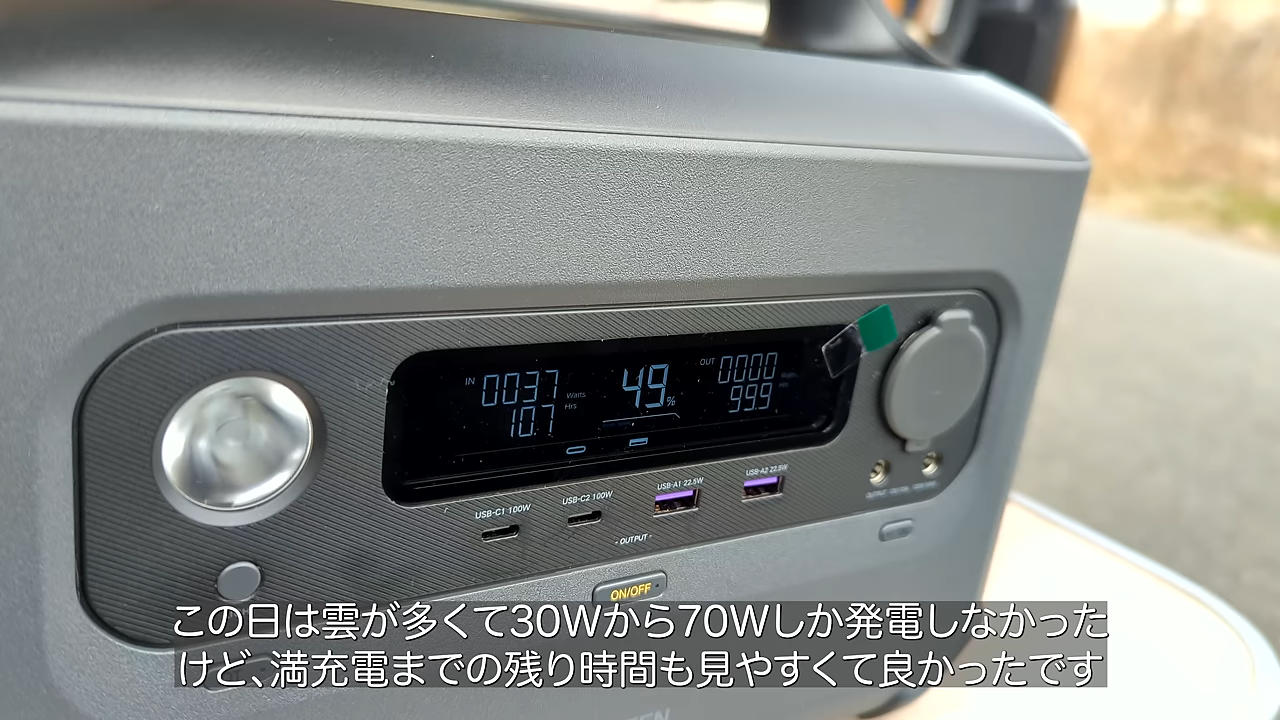 IN 0037 Watts
10.7 Hrs
49%
OUT 0000
99.9
USB-C1 100W
USB-C2 100W
USB-A1 22.5W
USB-A2 22.5W
- OUTPUT -
ON/OFF
この日は雲が多くて30Wから70Wしか発電しなかった
けど、満充電までの残り時間も見やすくて良かったです